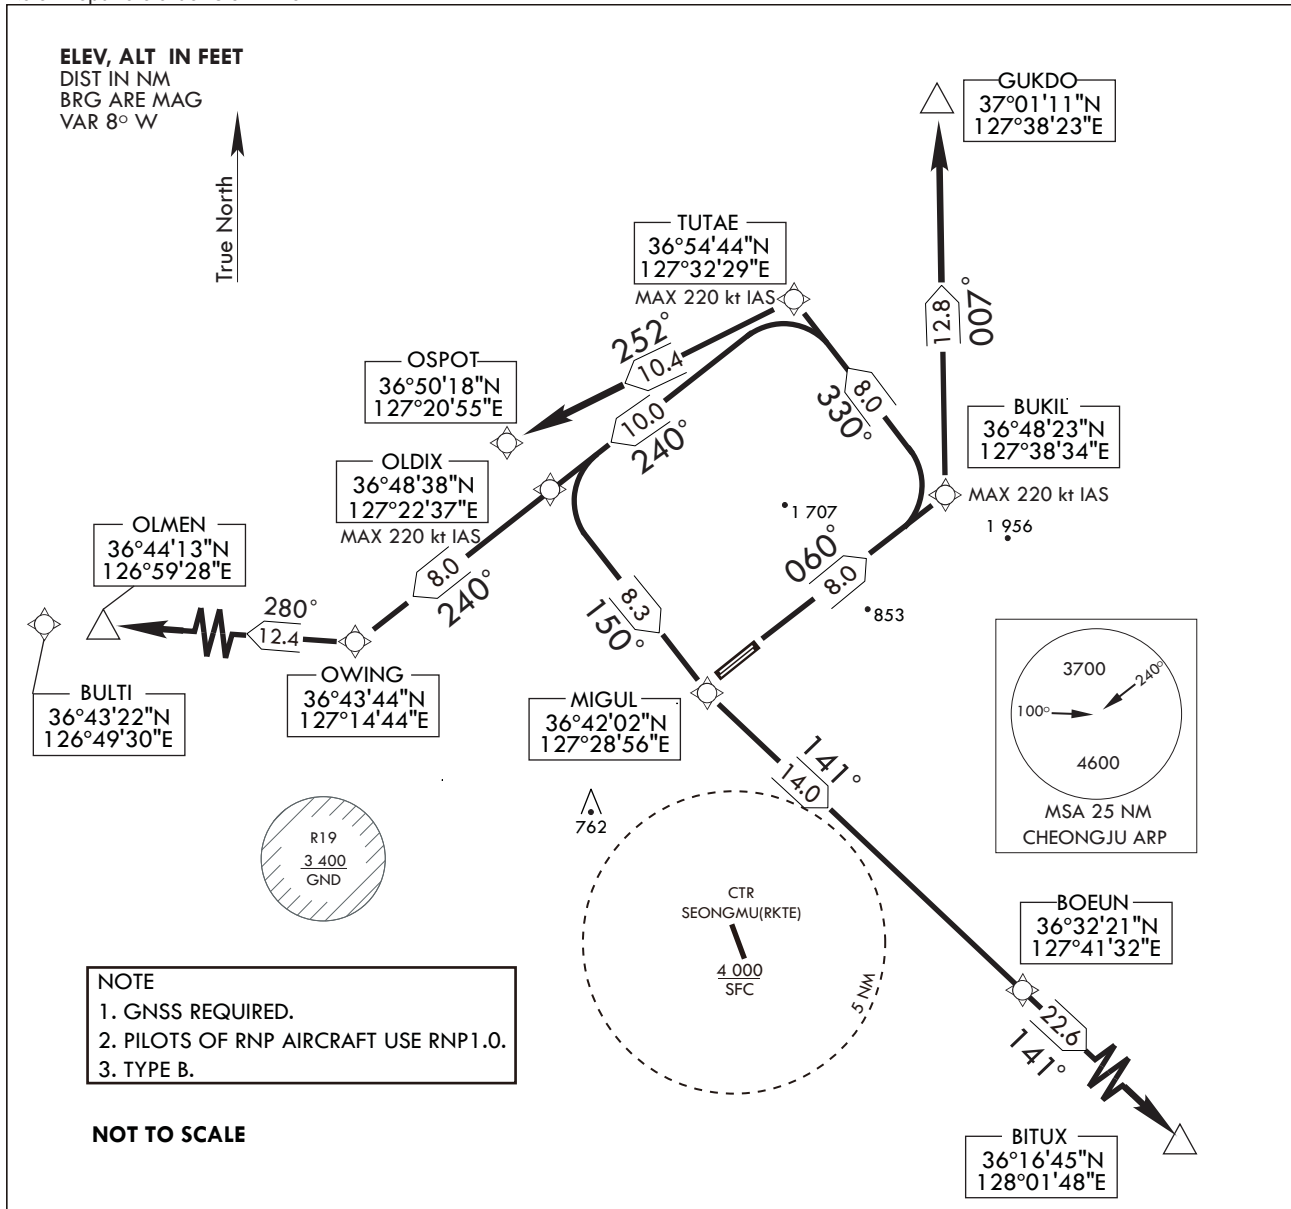 ELEV, ALT IN FEET
DIST IN NM
BRG ARE MAG
VAR 8° W
True North
GUKDO
37°01'11"N
127°38'23"E
TUTAE
36°54'44"N
127°32'29"E
MAX 220 kt IAS
12.8
007°
252°
10.4
OSPOT
36°50'18"N
127°20'55"E
10.0
240°
8.0
330°
BUKIL
36°48'23"N
127°38'34"E
MAX 220 kt IAS
OLDIX
36°48'38"N
127°22'37"E
MAX 220 kt IAS
1 707
1 956
OLMEN
36°44'13"N
126°59'28"E
8.0
240°
060°
8.0
853
280°
12.4
8.3
150°
OWING
36°43'44"N
127°14'44"E
BULTI
36°43'22"N
126°49'30"E
MIGUL
36°42'02"N
127°28'56"E
3700
240°
100°
4600
MSA 25 NM
CHEONGJU ARP
141°
14.0
762
R19
3 400
GND
CTR
SEONGMU(RKTE)
4 000
SFC
5 NM
BOEUN
36°32'21"N
127°41'32"E
22.6
141°
NOTE
1. GNSS REQUIRED.
2. PILOTS OF RNP AIRCRAFT USE RNP1.0.
3. TYPE B.
NOT TO SCALE
BITUX
36°16'45"N
128°01'48"E